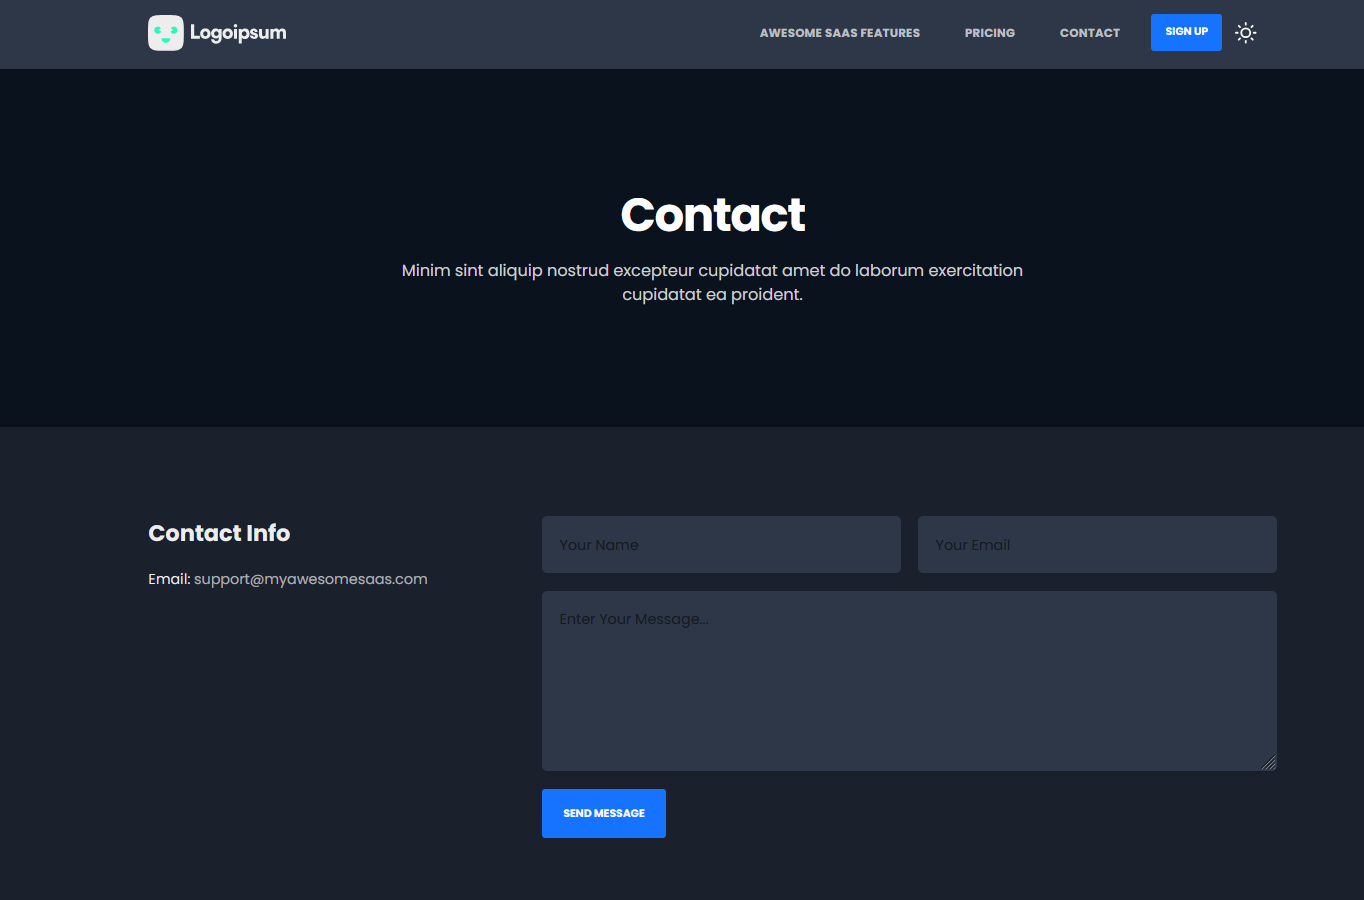 Logoipsum
AWESOME SAAS FEATURES
PRICING
CONTACT
SIGN UP
Contact
Minim sint aliquip nostrud excepteur cupidatat amet do laborum exercitation
cupidatat ea proident.
Contact Info
Email: support@myawesomesaas.com
Your Name
Your Email
Enter Your Message...
SEND MESSAGE